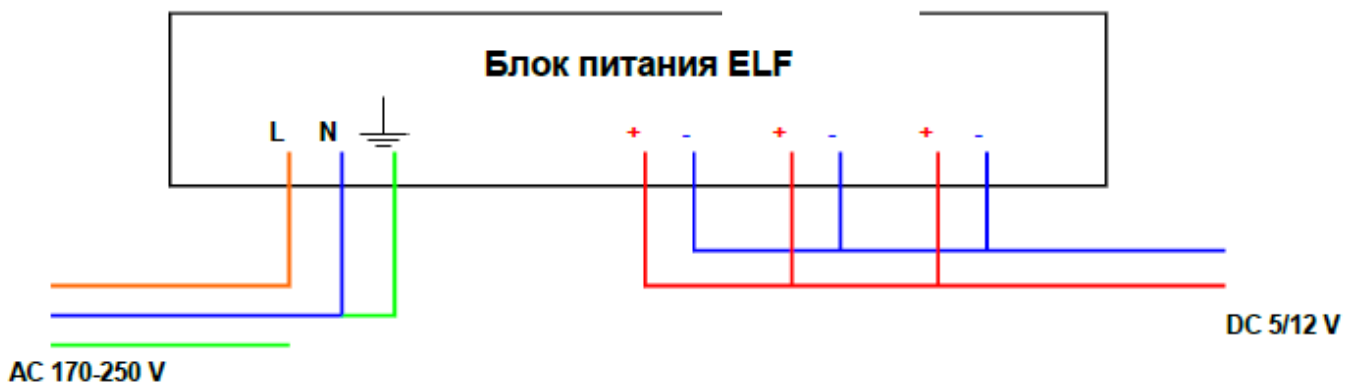 Блок питания ELF
L N + - + - + -
DC 5/12 V
AC 170-250 V